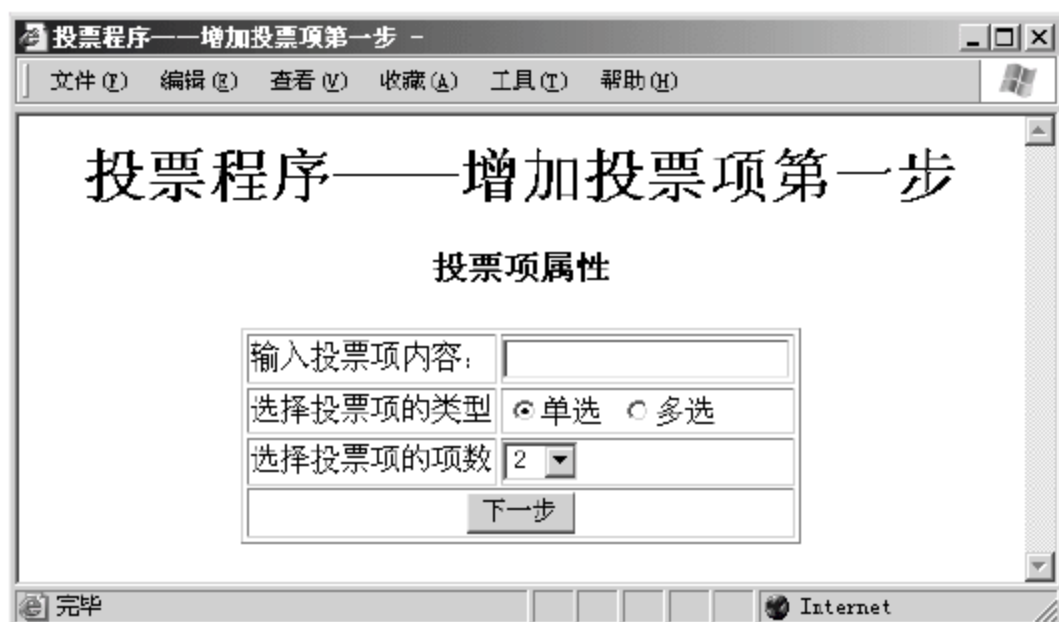 投票程序——增加投票项第一步 -
文件(F) 编辑(E) 查看(V) 收藏(A) 工具(T) 帮助(H)
投票程序——增加投票项第一步
投票项属性
输入投票项内容:
选择投票项的类型 单选 多选
选择投票项的项数 2
下一步
完毕 Internet